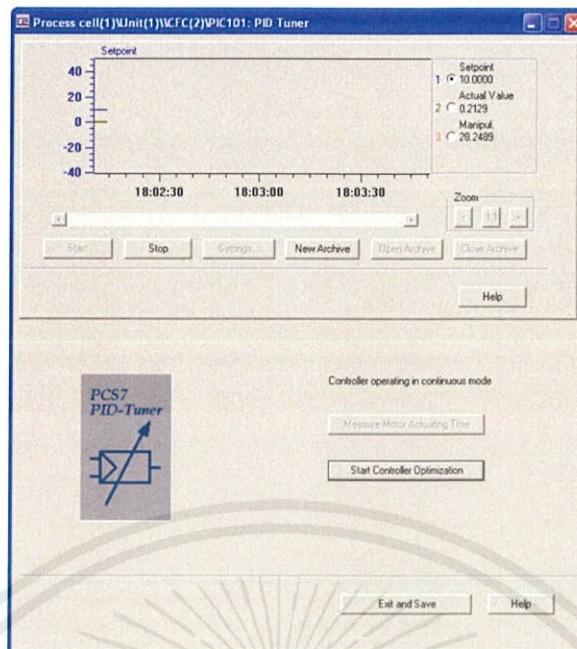 Process cell(1)\Unit(1)\\CFC(2)\PIC101: PID Tuner
Setpoint
40
20
0
-20
-40
18:02:30 18:03:00 18:03:30
Setpoint
1 10.0000
Actual Value
2 0.2129
Manipul.
3 28.2489
Zoom
- 1:1 +
Start Stop Settings... New Archive Open Archive Close Archive
Help
PCS7
PID-Tuner
Controller operating in continuous mode
Measure Motor Actuating Time
Start Controller Optimization
Exit and Save Help